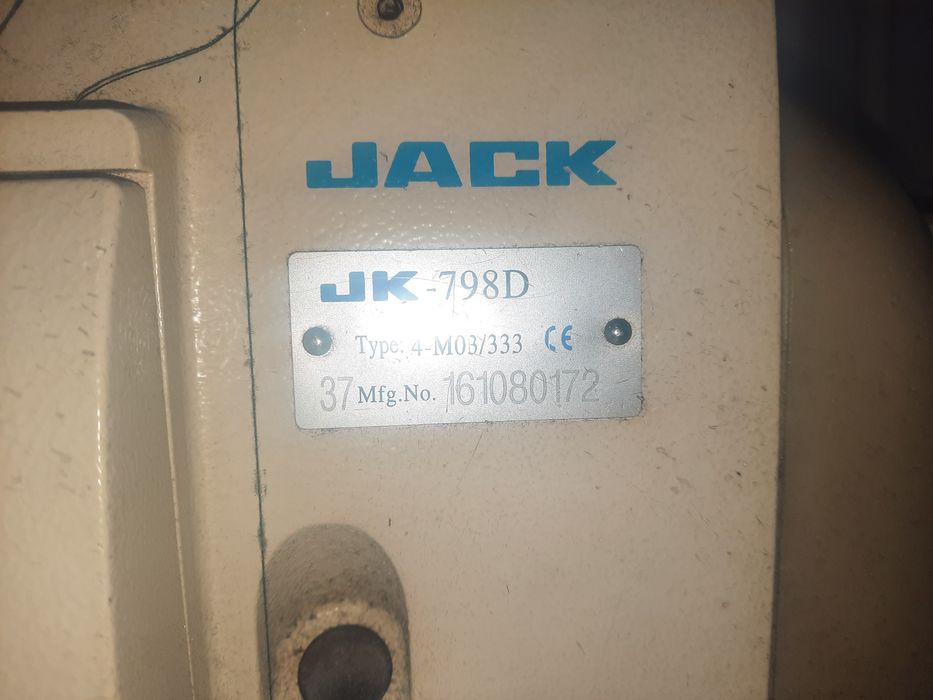 JACK
JK-798D
Type: 4-M03/333 CE
37 Mfg.No. 161080172